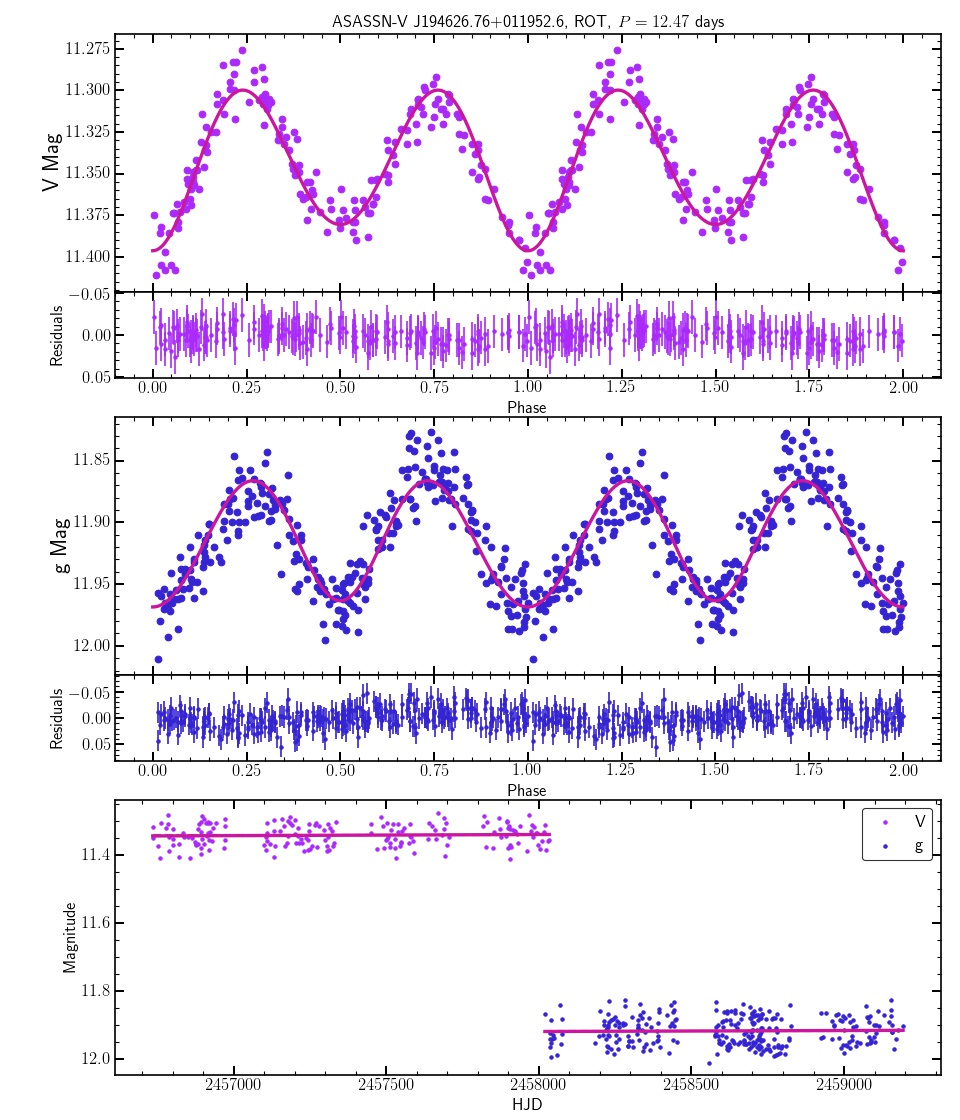 ASASSN-V J194626.76+011952.6, ROT, P = 12.47 days
11.275
11.300
11.325
11.350
11.375
11.400
V Mag
−0.05
0.00
0.05
Residuals
0.00 0.25 0.50 0.75 1.00 1.25 1.50 1.75 2.00
Phase
11.85
11.90
11.95
12.00
g Mag
−0.05
0.00
0.05
Residuals
0.00 0.25 0.50 0.75 1.00 1.25 1.50 1.75 2.00
Phase
V
g
11.4
11.6
11.8
12.0
Magnitude
2457000 2457500 2458000 2458500 2459000
HJD